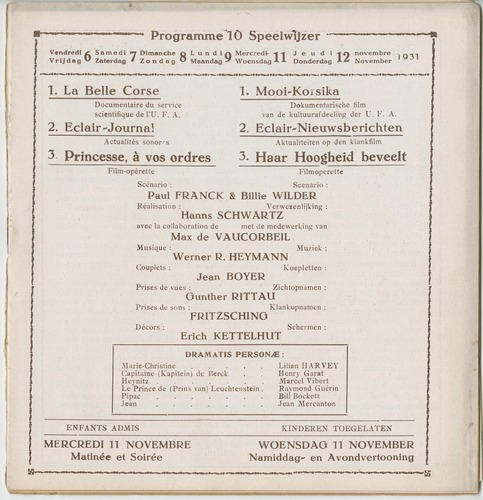 Programme 10 Speelwijzer
Vendredi Vrijdag 6 Samedi Zaterdag 7 Dimanche Zondag 8 Lundi Maandag 9 Mercredi- Woensdag 11 Jeudi Donderdag 12 novembre November 1931
1. La Belle Corse
Documentaire du service
scientifique de l'U. F. A.
2. Eclair-Journal
Actualités sonores
3. Princesse, à vos ordres
Film-opérette
1. Mooi-Korsika
Dokumentarische film
van de kultuurafdeeling der U. F. A.
2. Eclair-Nieuwsberichten
Aktualiteiten op den klankfilm
3. Haar Hoogheid beveelt
Filmoperette
Scénario : Scenario :
Paul FRANCK & Billie WILDER
Réalisation : Verwezenlijking :
Hanns SCHWARTZ
avec la collaboration de met de medewerking van
Max de VAUCORBEIL
Musique : Muziek :
Werner R. HEYMANN
Couplets : Koepletten :
Jean BOYER
Prises de vues : Zichtopnamen :
Gunther RITTAU
Prises de sons : Klankupnamen :
FRITZSCHING
Décors : Schermen :
Erich KETTELHUT
DRAMATIS PERSONÆ :
Marie-Christine . . Lilian HARVEY
Capitaine (Kapitein) de Berck . . Henry Garat
Heynitz . . . Marcel Vibert
Le Prince de (Prins van) Leuchtenstein . Raymond Guérin
Pipac . . . Bill Bockett
Jean . . . Jean Mercanton
ENFANTS ADMIS KINDEREN TOEGELATEN
MERCREDI 11 NOVEMBRE
Matinée et Soirée
WOENSDAG 11 NOVEMBER
Namiddag- en Avondvertooning